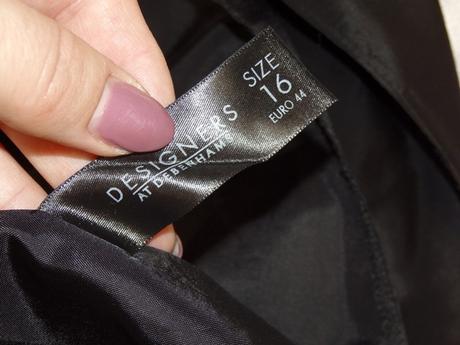 DESIGNERS
AT DEBENHAMS
SIZE
16
EURO 44